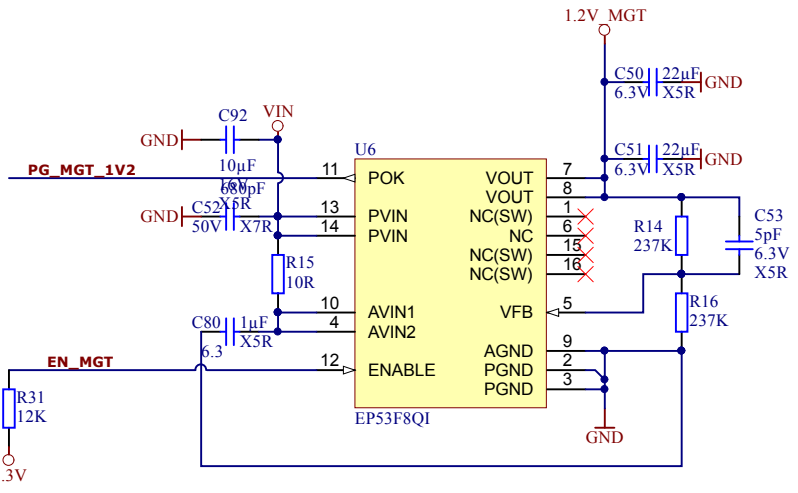 1.2V_MGT
C50 22µF GND
6.3V X5R
C51 22µF GND
6.3V X5R
C92
VIN
GND
10µF
16V
X5R
U6
PG_MGT_1V2
11 POK
680pF
GND C52
50V X7R
13 PVIN
14 PVIN
R15
10R
10 AVIN1
4 AVIN2
C80 1µF
6.3 X5R
EN_MGT
12 ENABLE
R31
12K
.3V
VOUT 7
VOUT 8
NC(SW) 1
NC 6
NC(SW) 15
NC(SW) 16
VFB 5
AGND 9
PGND 2
PGND 3
EP53F8QI
GND
R14
237K
C53
5pF
6.3V
X5R
R16
237K